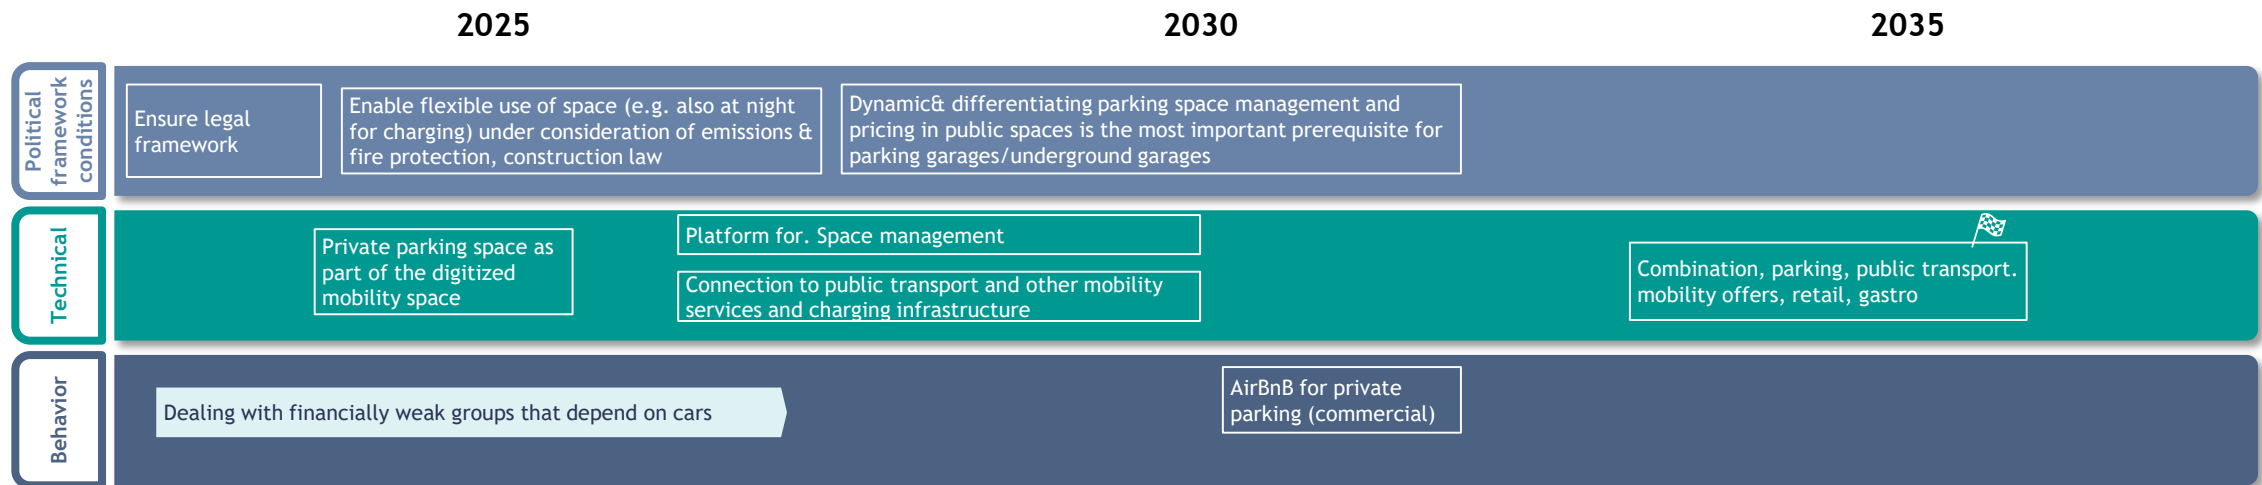 2025
2030
2035
Political
framework
conditions
Ensure legal
framework
Enable flexible use of space (e.g. also at night
for charging) under consideration of emissions &
fire protection, construction law
Dynamic& differentiating parking space management and
pricing in public spaces is the most important prerequisite for
parking garages/underground garages
Technical
Private parking space as
part of the digitized
mobility space
Platform for. Space management
Connection to public transport and other mobility
services and charging infrastructure
Combination, parking, public transport.
mobility offers, retail, gastro
Behavior
Dealing with financially weak groups that depend on cars
AirBnB for private
parking (commercial)